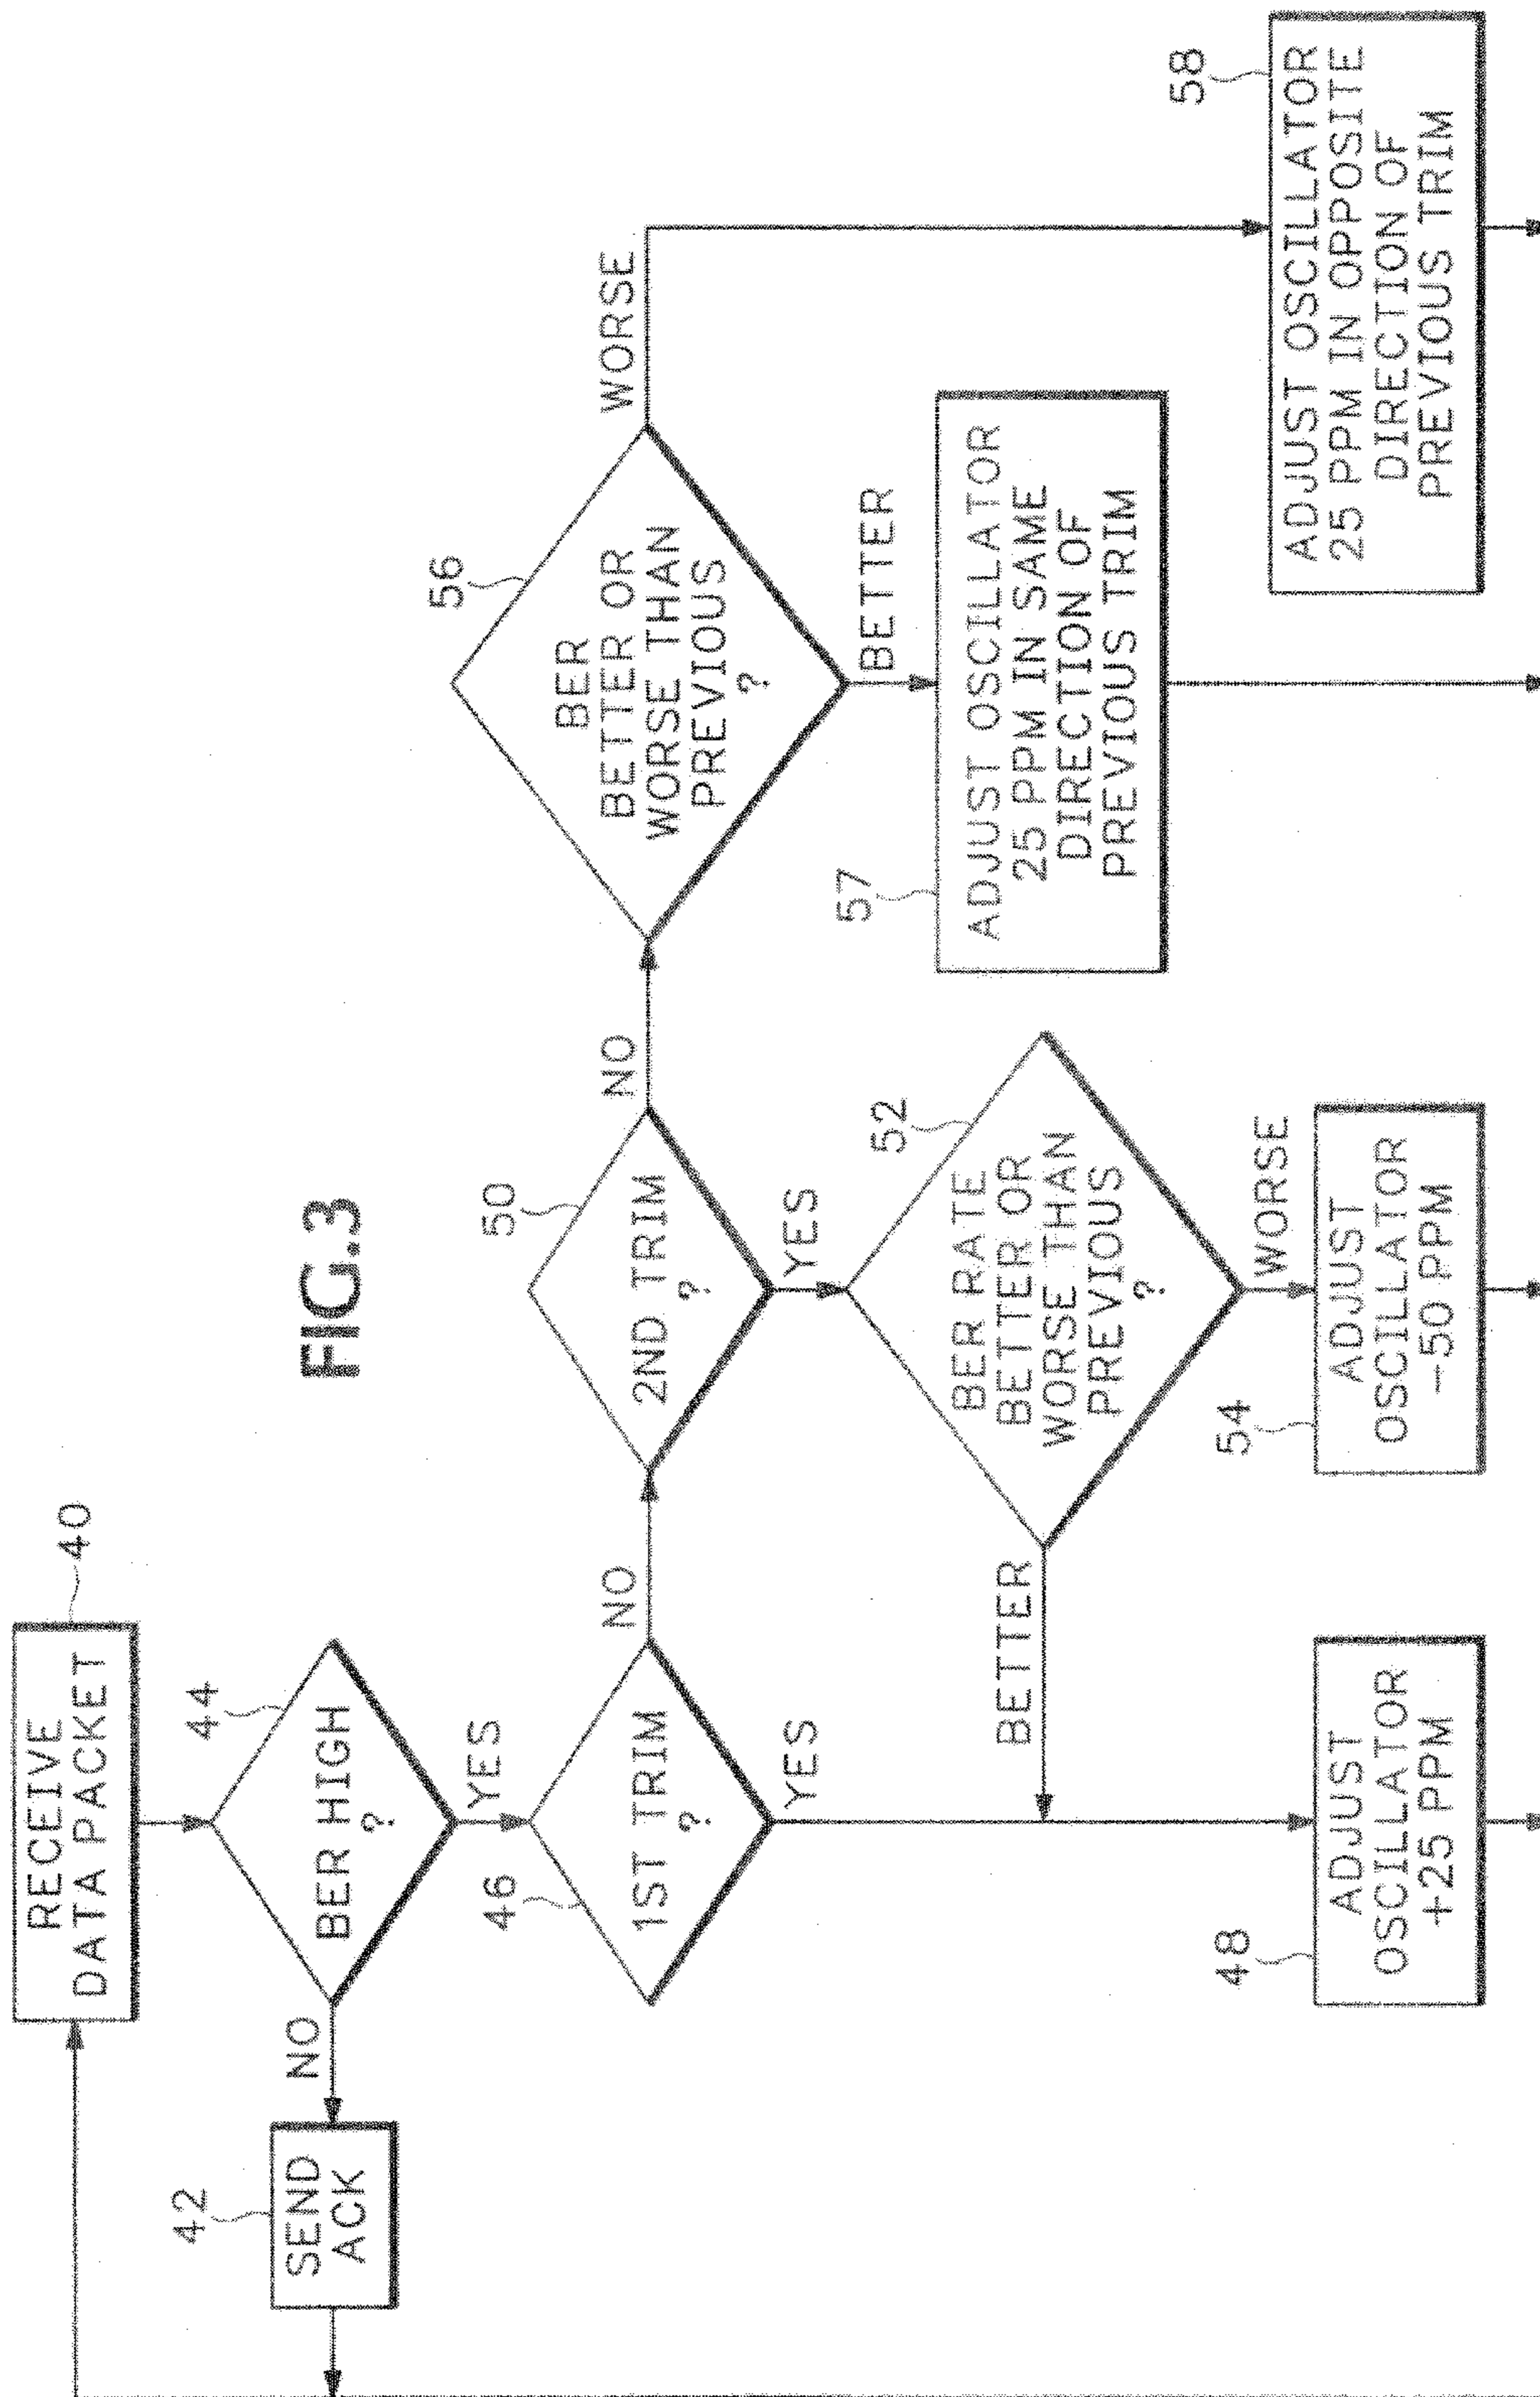 FIG.3
RECEIVE
DATA PACKET
40
44
BER HIGH
?
NO
42
SEND
ACK
YES
46
1ST TRIM
?
NO
YES
50
2ND TRIM
?
NO
YES
56
BER
BETTER OR
WORSE THAN
PREVIOUS
?
WORSE
BETTER
52
BER RATE
BETTER OR
WORSE THAN
PREVIOUS
?
BETTER
WORSE
57
ADJUST OSCILLATOR
25 PPM IN SAME
DIRECTION OF
PREVIOUS TRIM
48
ADJUST
OSCILLATOR
+25 PPM
54
ADJUST
OSCILLATOR
-50 PPM
58
ADJUST OSCILLATOR
25 PPM IN OPPOSITE
DIRECTION OF
PREVIOUS TRIM